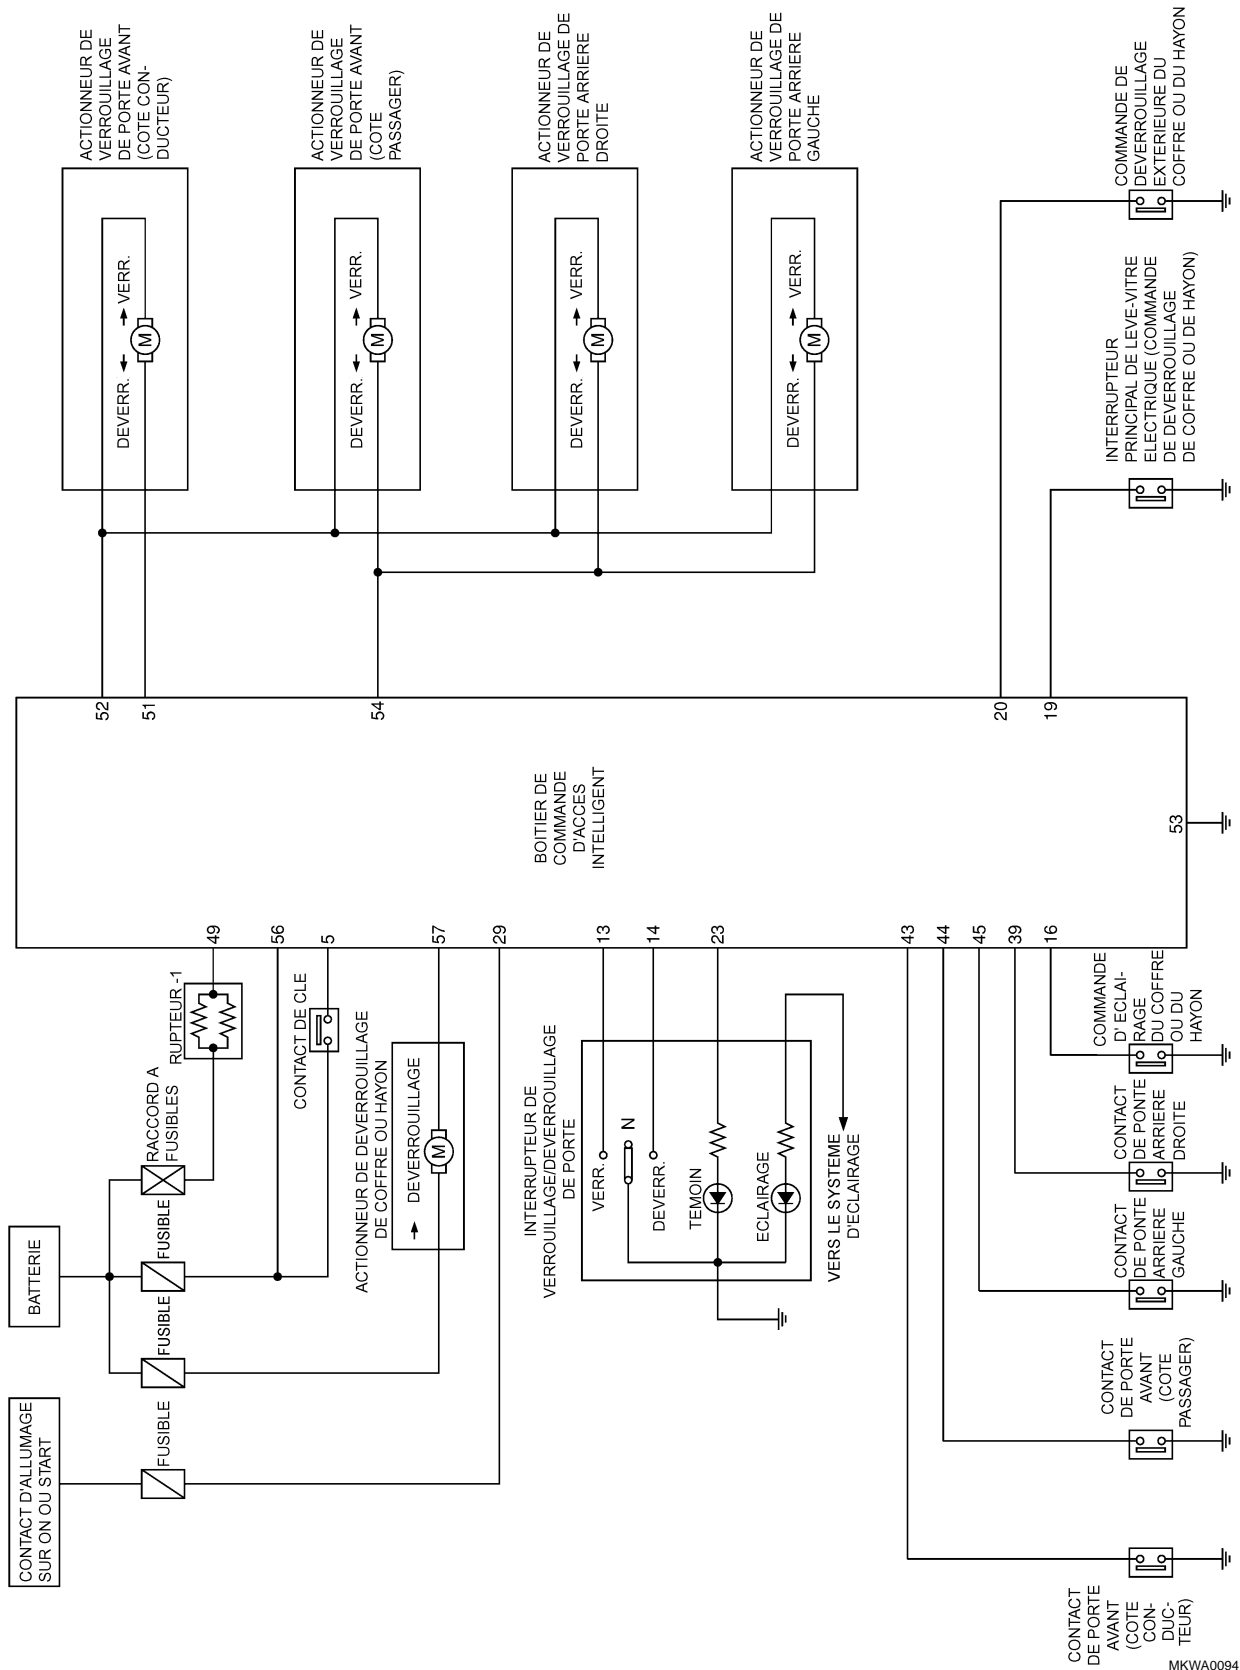 CONTACT D'ALLUMAGE
SUR ON OU START
BATTERIE
FUSIBLE
FUSIBLE
FUSIBLE
RACCORD A
FUSIBLES
RUPTEUR -1
CONTACT DE CLE
ACTIONNEUR DE DEVERROUILLAGE
DE COFFRE OU HAYON
DEVERROUILLAGE
M
INTERRUPTEUR DE
VERROUILLAGE/DEVERROUILLAGE
DE PORTE
VERR.
N
DEVERR.
TEMOIN
ECLAIRAGE
VERS LE SYSTEME
D'ECLAIRAGE
CONTACT
DE PORTE
AVANT
(COTE
CON-
DUC-
TEUR)
CONTACT
DE PORTE
AVANT
(COTE
PASSAGER)
CONTACT
DE PONTE
ARRIERE
GAUCHE
CONTACT
DE PONTE
ARRIERE
DROITE
COMMANDE
D' ECLAI-
RAGE
DU COFFRE
OU DU
HAYON
49
56
5
57
29
13
14
23
43
44
45
39
16
BOITIER DE
COMMANDE
D'ACCES
INTELLIGENT
53
52
51
54
20
19
ACTIONNEUR DE
VERROUILLAGE
DE PORTE AVANT
(COTE CON-
DUCTEUR)
DEVERR.
VERR.
M
ACTIONNEUR DE
VERROUILLAGE
DE PORTE AVANT
(COTE
PASSAGER)
DEVERR.
VERR.
M
ACTIONNEUR DE
VERROUILLAGE DE
PORTE ARRIERE
DROITE
DEVERR.
VERR.
M
ACTIONNEUR DE
VERROUILLAGE DE
PORTE ARRIERE
GAUCHE
DEVERR.
VERR.
M
INTERRUPTEUR
PRINCIPAL DE LEVE-VITRE
ELECTRIQUE (COMMANDE
DE DEVEROUILLAGE
DE COFFRE OU DE HAYON)
COMMANDE DE
DEVERROUILLAGE
EXTERIEURE DU
COFFRE OU DU HAYON
MKWA0094